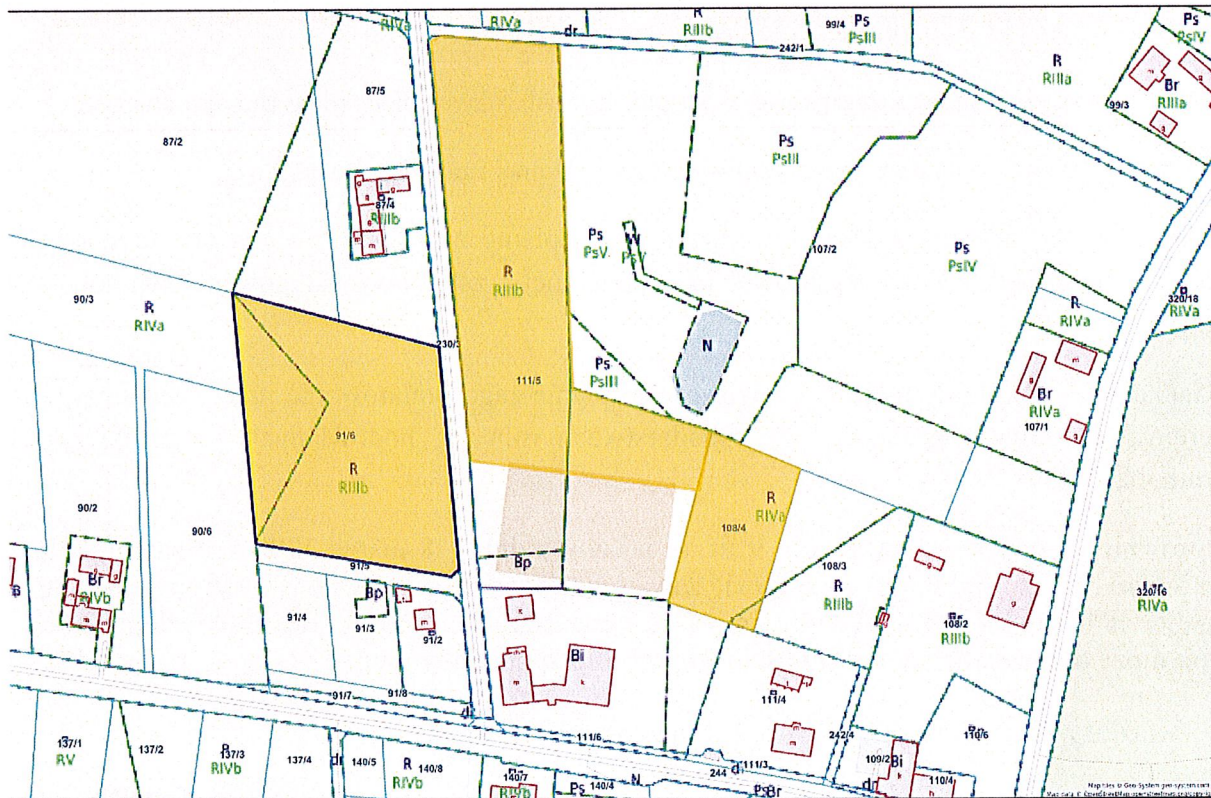 RIVa
RIVa
dr
R
RIIIb
99/4
Ps
PsIII
242/1
Ps
PsIV
R
RIIIa
Br
RIIIa
99/3
87/5
87/2
Ps
PsIII
87/4
RIIIb
g
g
g
m
107/2
Ps
PsV
W
PsV
Ps
PsIV
R
RIIIb
90/3
R
RIVa
320/18
RIVa
R
RIVa
N
m
g
Br
RIVa
107/1
g
Ps
PsIII
111/5
91/6
R
RIIIb
90/2
90/6
R
RIVa
108/4
108/3
R
RIIIb
Bp
Br
RIVb
91/5
Bp
91/4
91/3
91/2
m
k
g
g
108/2
RIIIb
320/16
RIVa
Bi
k
m
111/4
m
91/7
91/8
111/6
242/4
109/2
Bi
k
110/6
110/4
137/1
RV
137/2
R
137/3
RIVb
137/4
dr
140/5
R
140/8
RIVb
140/7
RIVb
Ps
140/4
N
244
111/3
dr